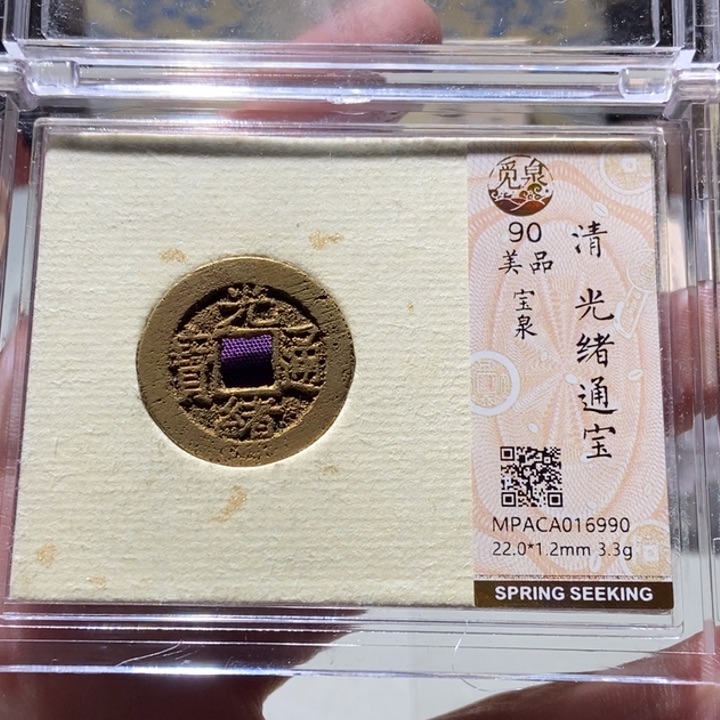 光
緒
通
寶
觅泉
90
美品
宝泉
清 光绪通宝
MPACA016990
22.0*1.2mm 3.3g
SPRING SEEKING